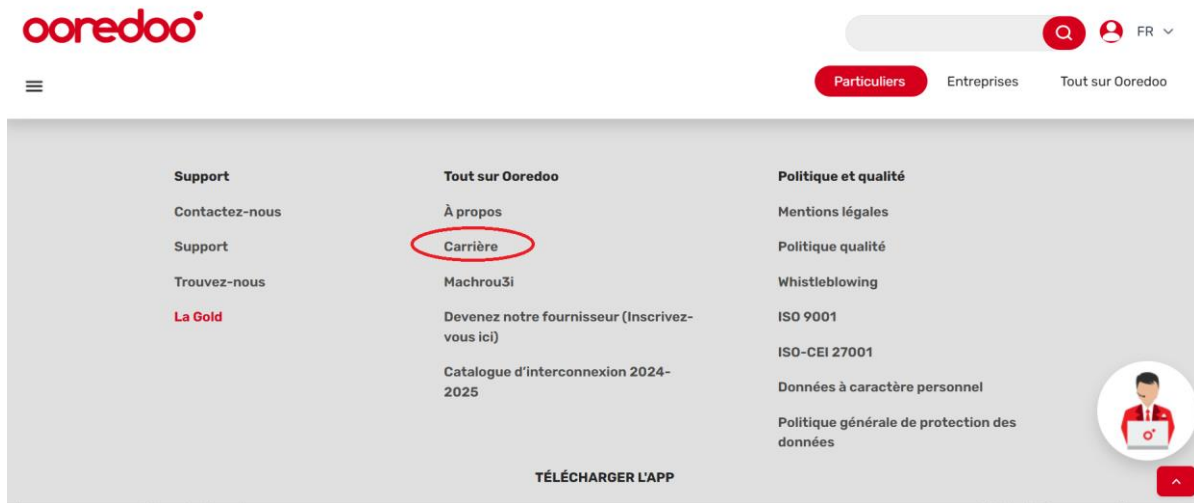 ooredoo
FR
Particuliers Entreprises Tout sur Ooredoo
Support
Contactez-nous
Support
Trouvez-nous
La Gold
Tout sur Ooredoo
À propos
Carrière
Machrou3i
Devenez notre fournisseur (Inscrivez-
vous ici)
Catalogue d’interconnexion 2024-
2025
Politique et qualité
Mentions légales
Politique qualité
Whistleblowing
ISO 9001
ISO-CEI 27001
Données à caractère personnel
Politique générale de protection des
données
TÉLÉCHARGER L'APP